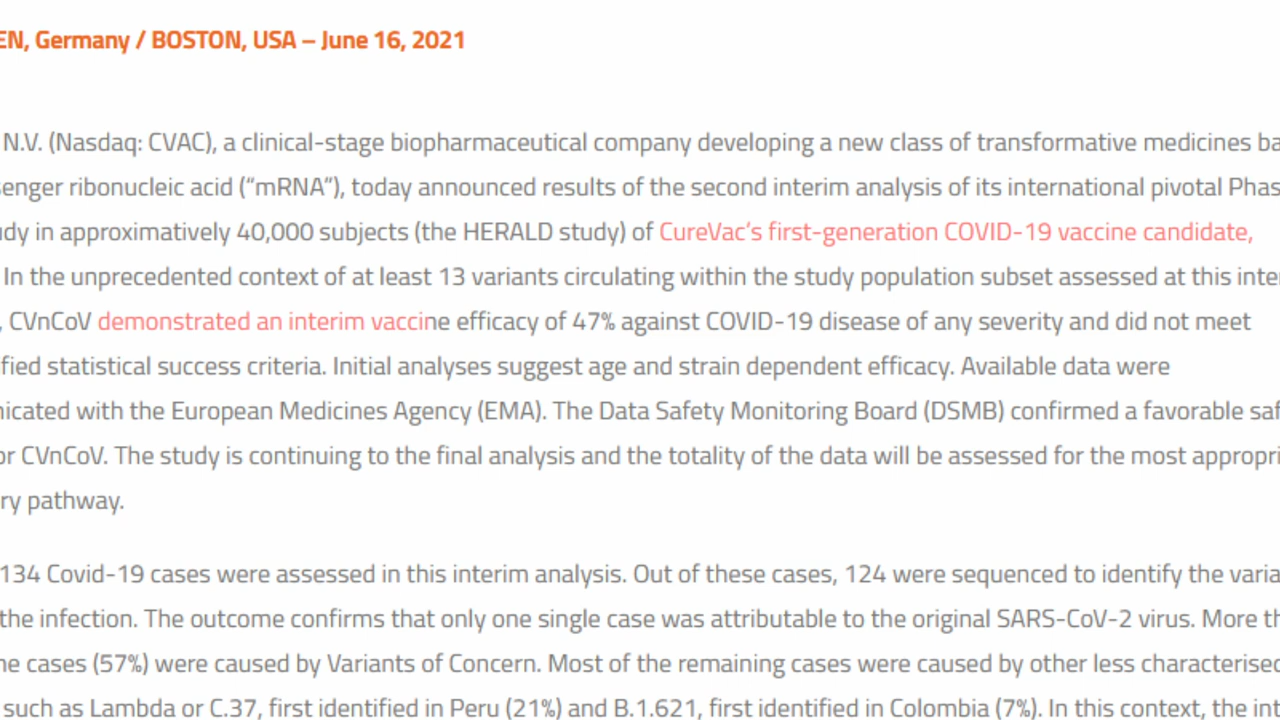 EN, Germany / BOSTON, USA – June 16, 2021
N.V. (Nasdaq: CVAC), a clinical-stage biopharmaceutical company developing a new class of transformative medicines ba
senger ribonucleic acid (“mRNA”), today announced results of the second interim analysis of its international pivotal Phas
udy in approximatively 40,000 subjects (the HERALD study) of CureVac’s first-generation COVID-19 vaccine candidate,
In the unprecedented context of at least 13 variants circulating within the study population subset assessed at this inter
, CVnCoV demonstrated an interim vaccine efficacy of 47% against COVID-19 disease of any severity and did not meet
ified statistical success criteria. Initial analyses suggest age and strain dependent efficacy. Available data were
nicated with the European Medicines Agency (EMA). The Data Safety Monitoring Board (DSMB) confirmed a favorable saf
or CVnCoV. The study is continuing to the final analysis and the totality of the data will be assessed for the most appropri
ry pathway.
134 Covid-19 cases were assessed in this interim analysis. Out of these cases, 124 were sequenced to identify the varia
the infection. The outcome confirms that only one single case was attributable to the original SARS-CoV-2 virus. More th
he cases (57%) were caused by Variants of Concern. Most of the remaining cases were caused by other less characterised
such as Lambda or C.37, first identified in Peru (21%) and B.1.621, first identified in Colombia (7%). In this context, the int